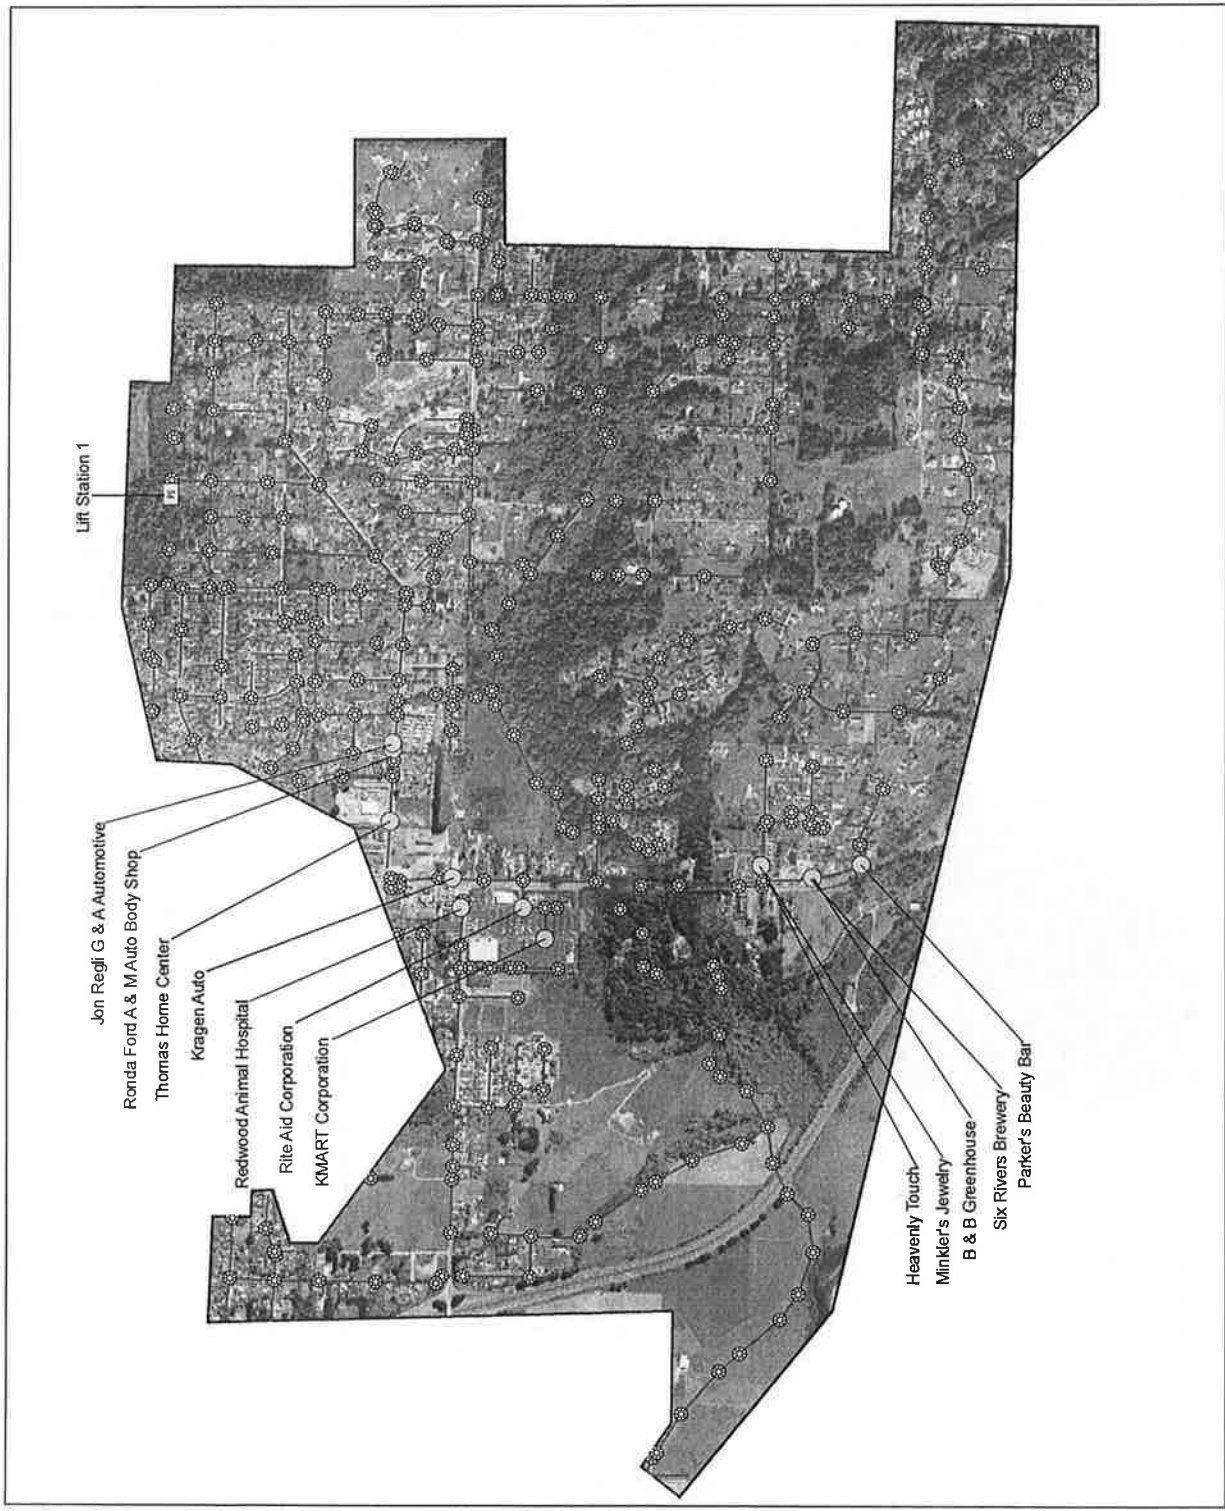 Lift Station 1
Jon Regli G & A Automotive
Ronda Ford A & M Auto Body Shop
Thomas Home Center
Kragen Auto
Redwood Animal Hospital
Rite Aid Corporation
KMART Corporation
Heavenly Touch
Minkler's Jewelry
B & B Greenhouse
Six Rivers Brewery
Parker's Beauty Bar